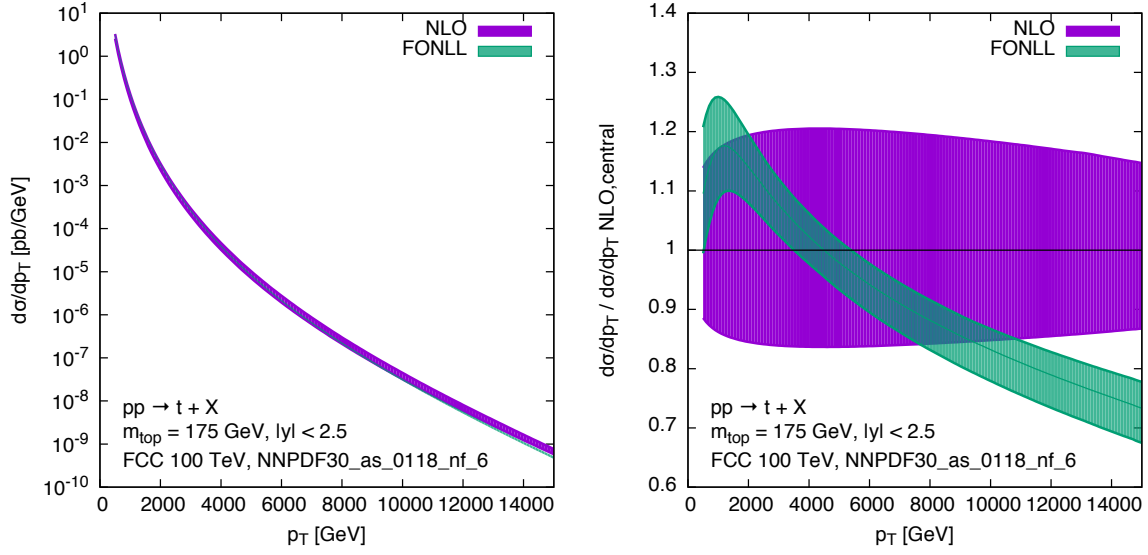 NLO
FONLL
10^1
10^0
10^-1
10^-2
10^-3
10^-4
10^-5
10^-6
10^-7
10^-8
10^-9
10^-10
dσ/dp_T [pb/GeV]
pp → t + X
m_top = 175 GeV, |y| < 2.5
FCC 100 TeV, NNPDF30_as_0118_nf_6
0 2000 4000 6000 8000 10000 12000 14000
p_T [GeV]
NLO
FONLL
1.4
1.3
1.2
1.1
1
0.9
0.8
0.7
0.6
dσ/dp_T / dσ/dp_T NLO,central
pp → t + X
m_top = 175 GeV, |y| < 2.5
FCC 100 TeV, NNPDF30_as_0118_nf_6
0 2000 4000 6000 8000 10000 12000 14000
p_T [GeV]